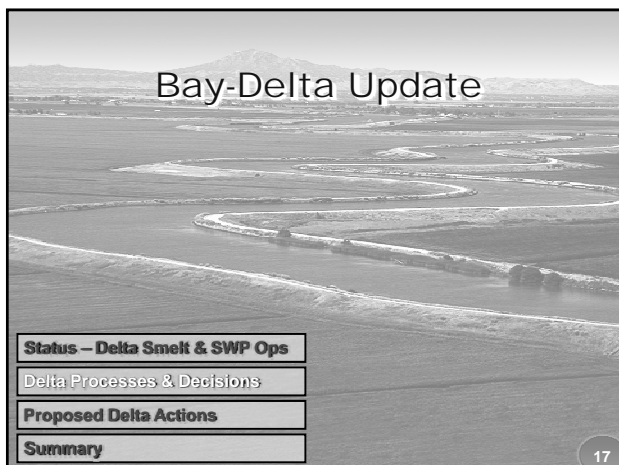 Bay-Delta Update
Status – Delta Smelt & SWP Ops
Delta Processes & Decisions
Proposed Delta Actions
Summary
17